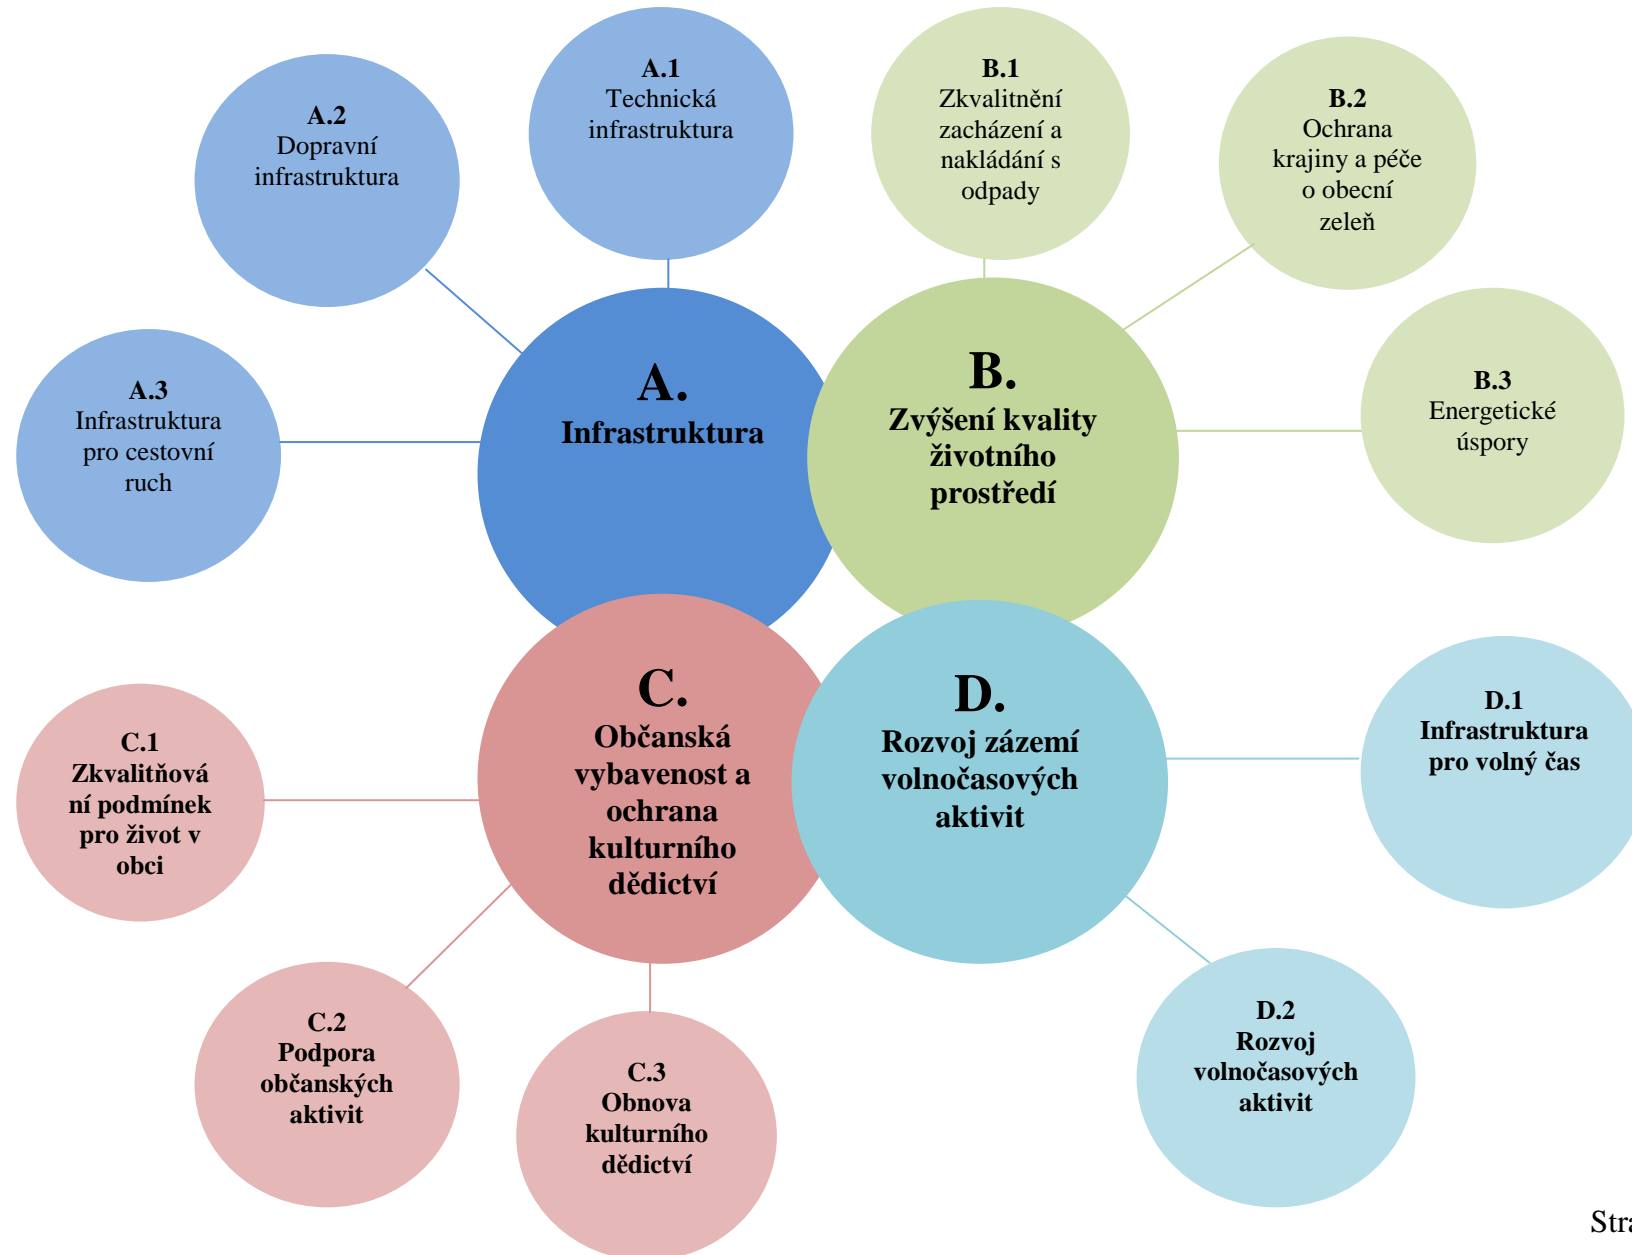 A.1
Technická
infrastruktura
A.2
Dopravní
infrastruktura
A.3
Infrastruktura
pro cestovní
ruch
A.
Infrastruktura
B.1
Zkvalitnění
zacházení a
nakládání s
odpady
B.2
Ochrana
krajiny a péče
o obecní
zeleň
B.3
Energetické
úspory
B.
Zvýšení kvality
životního
prostředí
C.
Občanská
vybavenost a
ochrana
kulturního
dědictví
C.1
Zkvalitňová
ní podmínek
pro život v
obci
C.2
Podpora
občanských
aktivit
C.3
Obnova
kulturního
dědictví
D.
Rozvoj zázemí
volnočasových
aktivit
D.1
Infrastruktura
pro volný čas
D.2
Rozvoj
volnočasových
aktivit